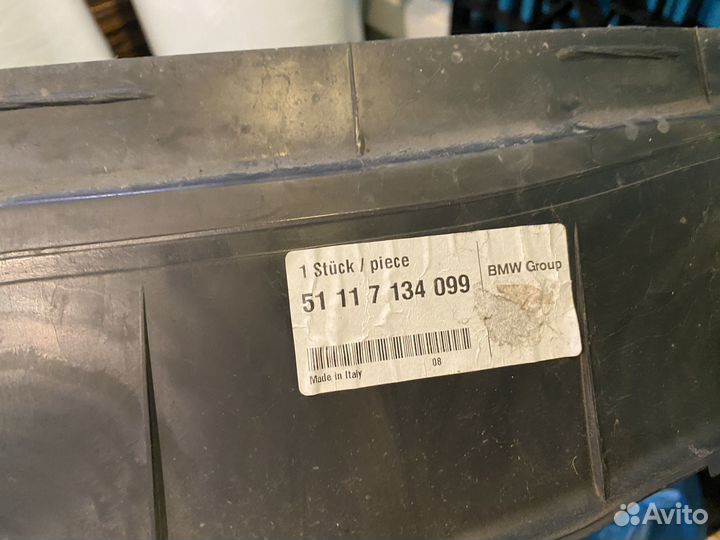 1 Stück / piece
51 11 7 134 099
BMW Group
08
Made in Italy
Avito